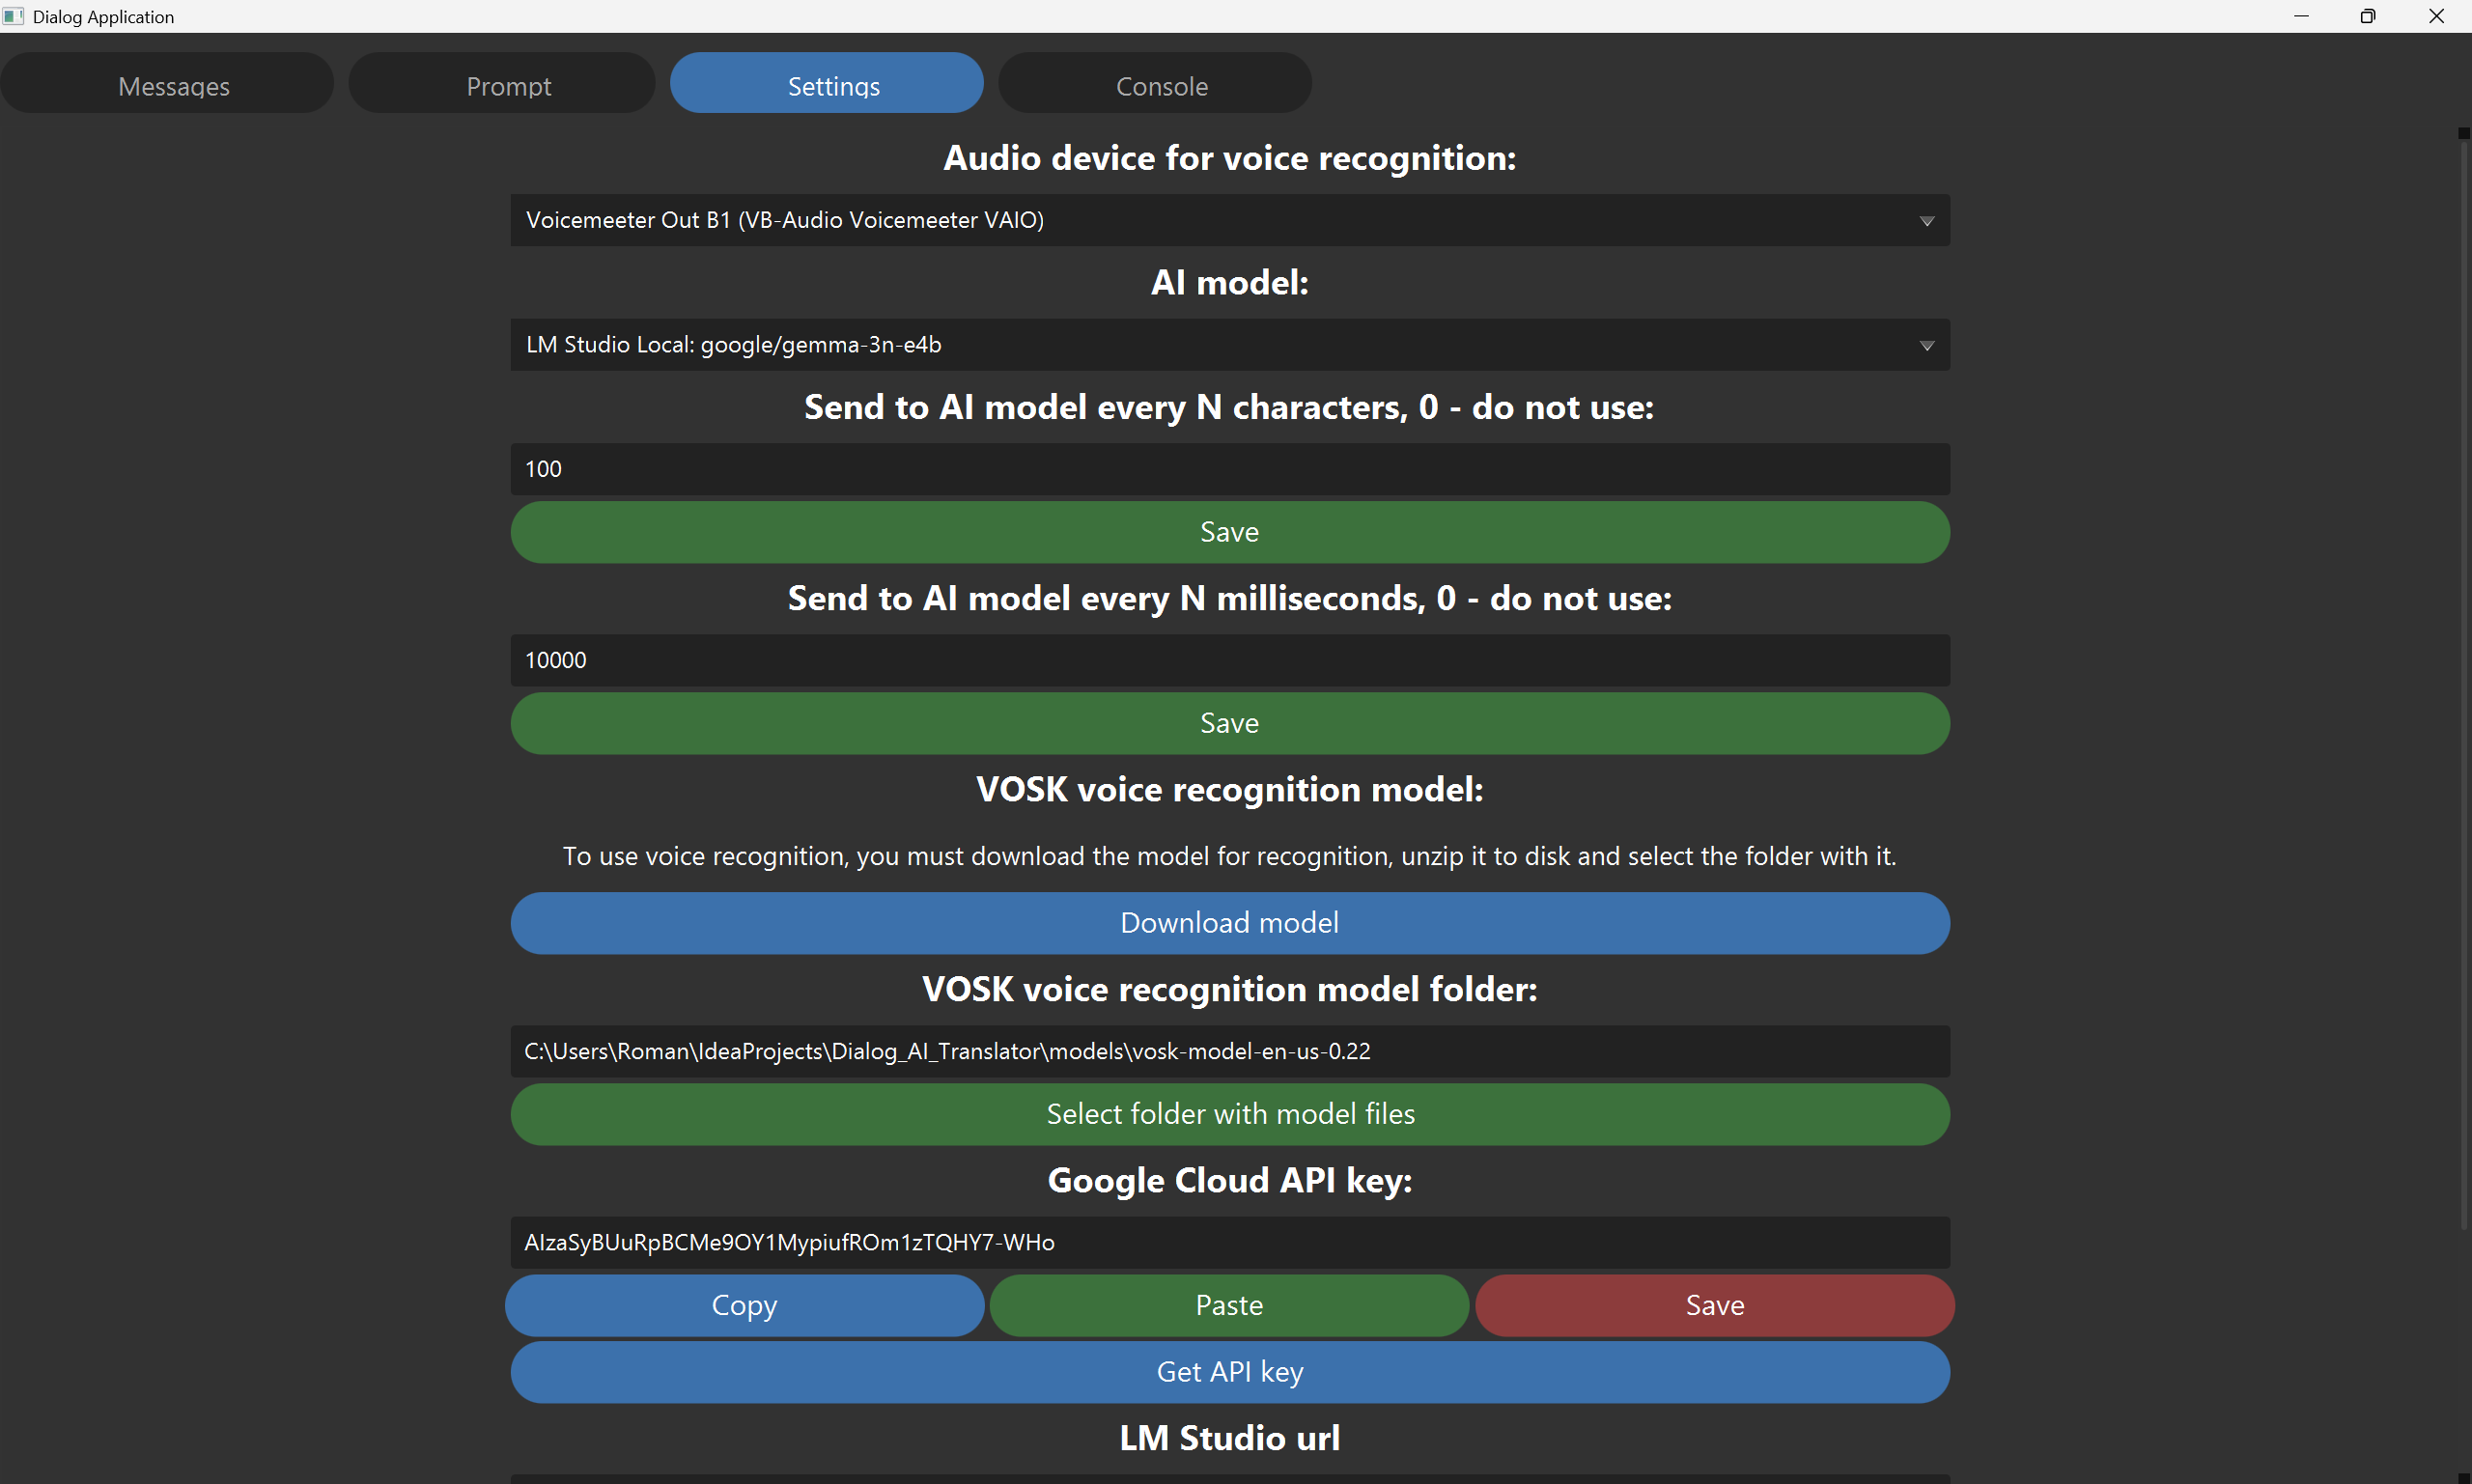 Dialog Application
Messages
Prompt
Settings
Console
Audio device for voice recognition:
Voicemeeter Out B1 (VB-Audio Voicemeeter VAIO)
AI model:
LM Studio Local: google/gemma-3n-e4b
Send to AI model every N characters, 0 - do not use:
100
Save
Send to AI model every N milliseconds, 0 - do not use:
10000
Save
VOSK voice recognition model:
To use voice recognition, you must download the model for recognition, unzip it to disk and select the folder with it.
Download model
VOSK voice recognition model folder:
C:\Users\Roman\IdeaProjects\Dialog_AI_Translator\models\vosk-model-en-us-0.22
Select folder with model files
Google Cloud API key:
AIzaSyBUuRpBCMe9OY1MypiufROm1zTQHY7-WHo
Copy
Paste
Save
Get API key
LM Studio url